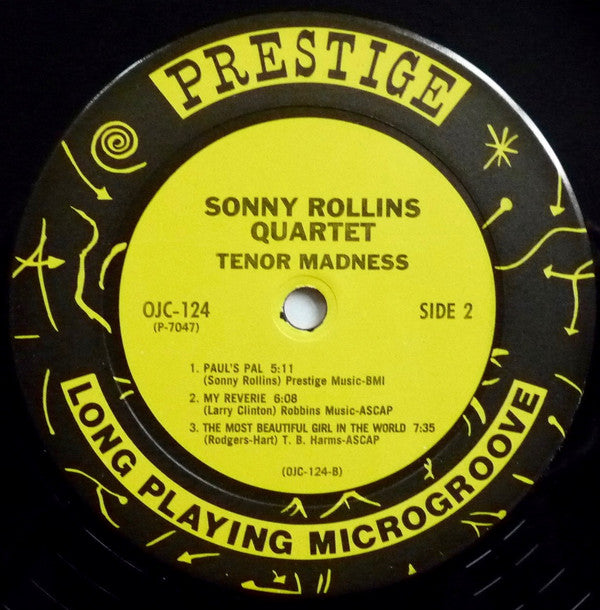 PRESTIGE
SONNY ROLLINS
QUARTET
TENOR MADNESS
OJC-124
(P-7047)
SIDE 2
1. PAUL'S PAL 5:11
(Sonny Rollins) Prestige Music-BMI
2. MY REVERIE 6:08
(Larry Clinton) Robbins Music-ASCAP
3. THE MOST BEAUTIFUL GIRL IN THE WORLD 7:35
(Rodgers-Hart) T. B. Harms-ASCAP
(OJC-124-B)
LONG PLAYING MICROGROOVE